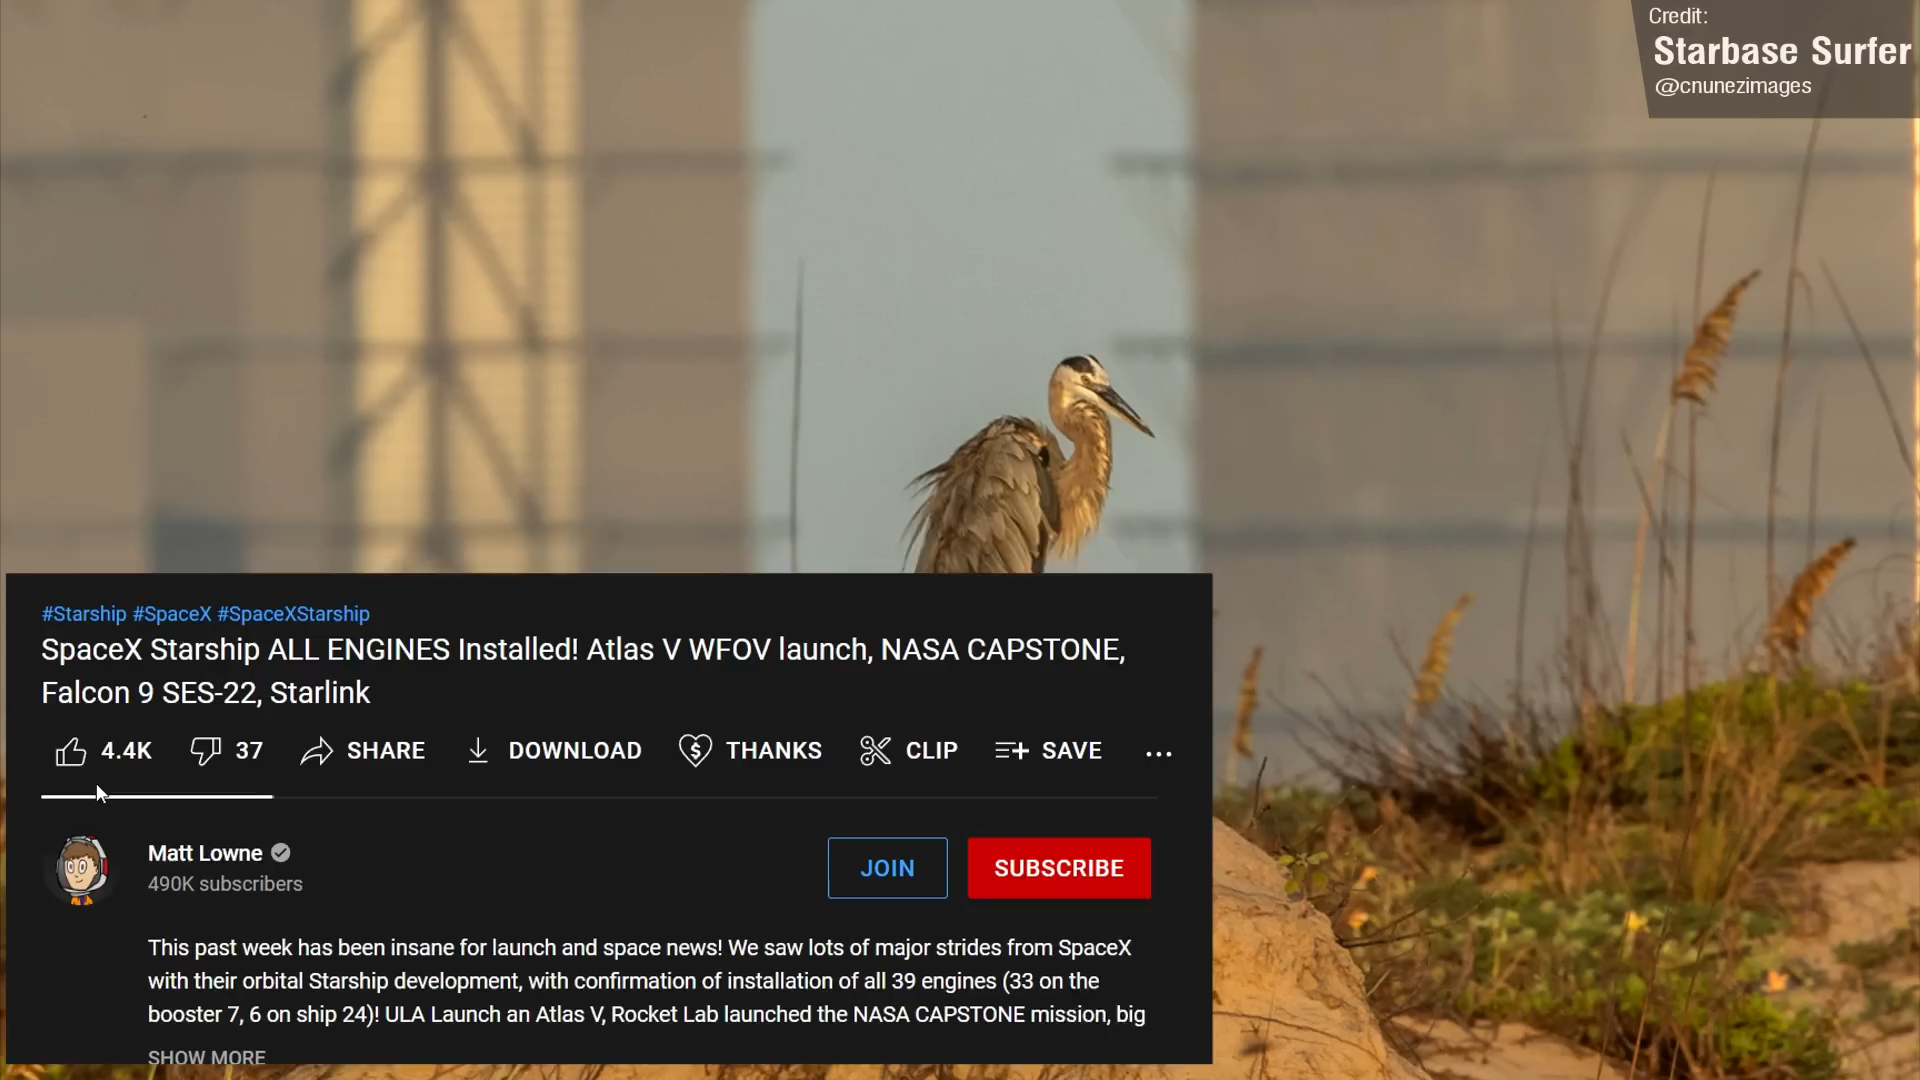 Credit:
Starbase Surfer
@cnunezimages
#Starship #SpaceX #SpaceXStarship
SpaceX Starship ALL ENGINES Installed! Atlas V WFOV launch, NASA CAPSTONE,
Falcon 9 SES-22, Starlink
4.4K 37 SHARE DOWNLOAD THANKS CLIP SAVE ...
Matt Lowne
490K subscribers
JOIN SUBSCRIBE
This past week has been insane for launch and space news! We saw lots of major strides from SpaceX
with their orbital Starship development, with confirmation of installation of all 39 engines (33 on the
booster 7, 6 on ship 24)! ULA Launch an Atlas V, Rocket Lab launched the NASA CAPSTONE mission, big
SHOW MORE